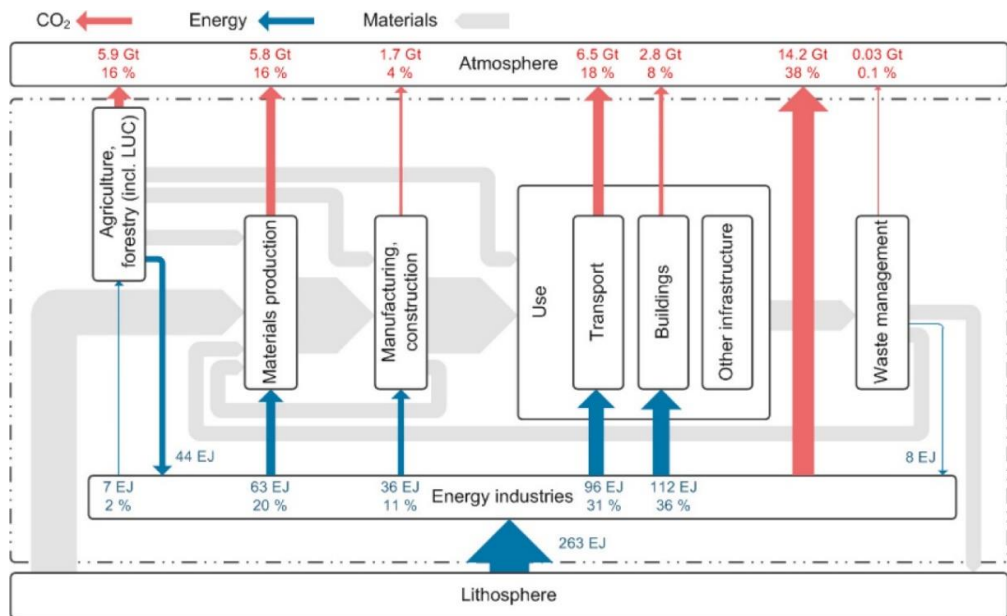 CO₂
Energy
Materials
5.9 Gt
16 %
5.8 Gt
16 %
1.7 Gt
4 %
Atmosphere
6.5 Gt
18 %
2.8 Gt
8 %
14.2 Gt
38 %
0.03 Gt
0.1 %
Agriculture,
forestry (incl. LUC)
Materials production
Manufacturing,
construction
Use
Transport
Buildings
Other infrastructure
Waste management
44 EJ
8 EJ
7 EJ
2 %
63 EJ
20 %
36 EJ
11 %
Energy industries
96 EJ
31 %
112 EJ
36 %
263 EJ
Lithosphere